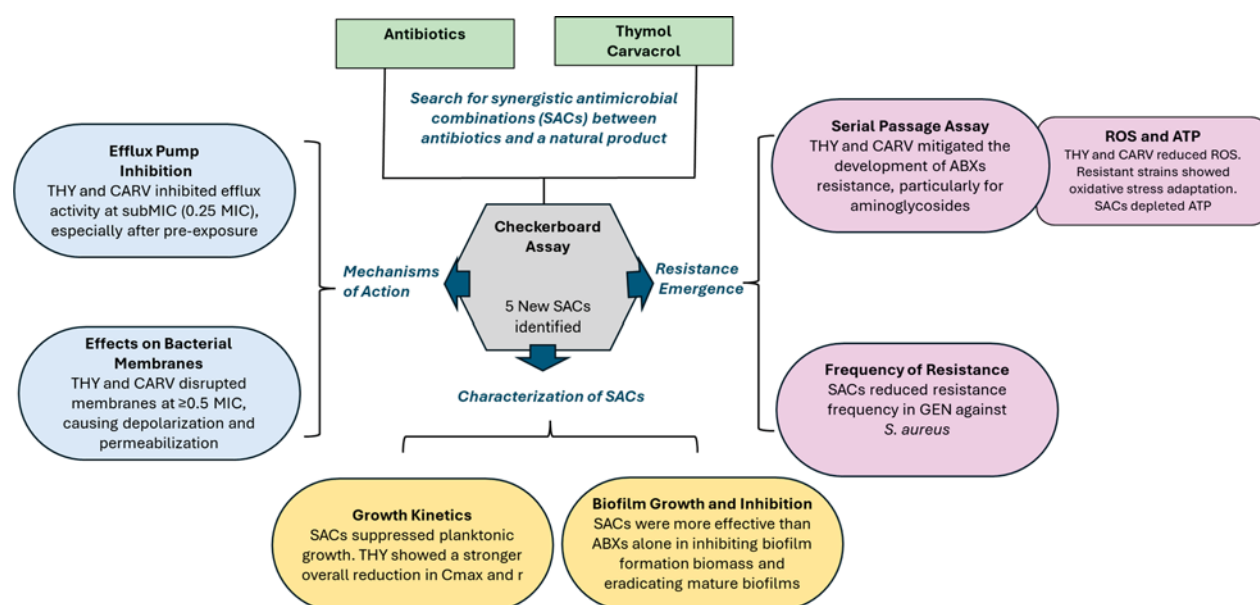 Antibiotics
Thymol
Carvacrol
Search for synergistic antimicrobial
combinations (SACs) between
antibiotics and a natural product
Efflux Pump
Inhibition
THY and CARV inhibited efflux
activity at subMIC (0.25 MIC),
especially after pre-exposure
Effects on Bacterial
Membranes
THY and CARV disrupted
membranes at ≥0.5 MIC,
causing depolarization and
permeabilization
Mechanisms
of Action
Checkerboard
Assay
5 New SACs
identified
Resistance
Emergence
Serial Passage Assay
THY and CARV mitigated the
development of ABXs
resistance, particularly for
aminoglycosides
ROS and ATP
THY and CARV reduced ROS.
Resistant strains showed
oxidative stress adaptation.
SACs depleted ATP
Frequency of Resistance
SACs reduced resistance
frequency in GEN against
S. aureus
Characterization of SACs
Growth Kinetics
SACs suppressed planktonic
growth. THY showed a stronger
overall reduction in Cmax and r
Biofilm Growth and Inhibition
SACs were more effective than
ABXs alone in inhibiting biofilm
formation biomass and
eradicating mature biofilms